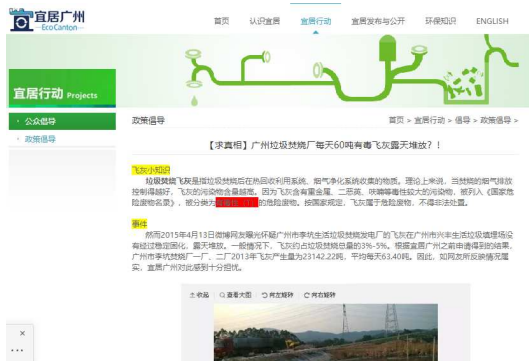 宜居广州
EcoCanton
首页 认识宜居 宜居行动 宜居发布与公开 环保知识 ENGLISH
宜居行动 Projects
公众倡导
政策倡导
政策倡导
首页 > 宜居行动 > 倡导 > 政策倡导 >
【求真相】广州垃圾焚烧厂每天60吨有毒飞灰露天堆放？！
飞灰小知识
垃圾焚烧飞灰是指垃圾焚烧后在热回收利用系统、烟气净化系统收集的物质。理论上来讲，当焚烧的烟气排放
控制得越好，飞灰的污染物含量越高。因为飞灰含有重金属、二恶英、呋喃等毒性较大的污染物，被列入《国家危
险废物名录》，被分类为 的危险废物。按国家规定，飞灰属于危险废物，不得非法处置。
事件
然而2015年4月13日微博网友曝光怀疑广州市李坑生活垃圾焚烧发电厂的飞灰在广州市兴丰生活垃圾填埋场没
有经过稳定固化，露天堆放。一般情况下，飞灰约占垃圾焚烧总量的3%-5%。根据宜居广州之前申请得到的结果，
广州市李坑焚烧厂一厂、二厂2013年飞灰产生量为23142.22吨，平均每天63.40吨。因此，如网友所反映情况属
实，宜居广州对此感到十分担忧。
收起 查看大图 向左旋转 向右旋转